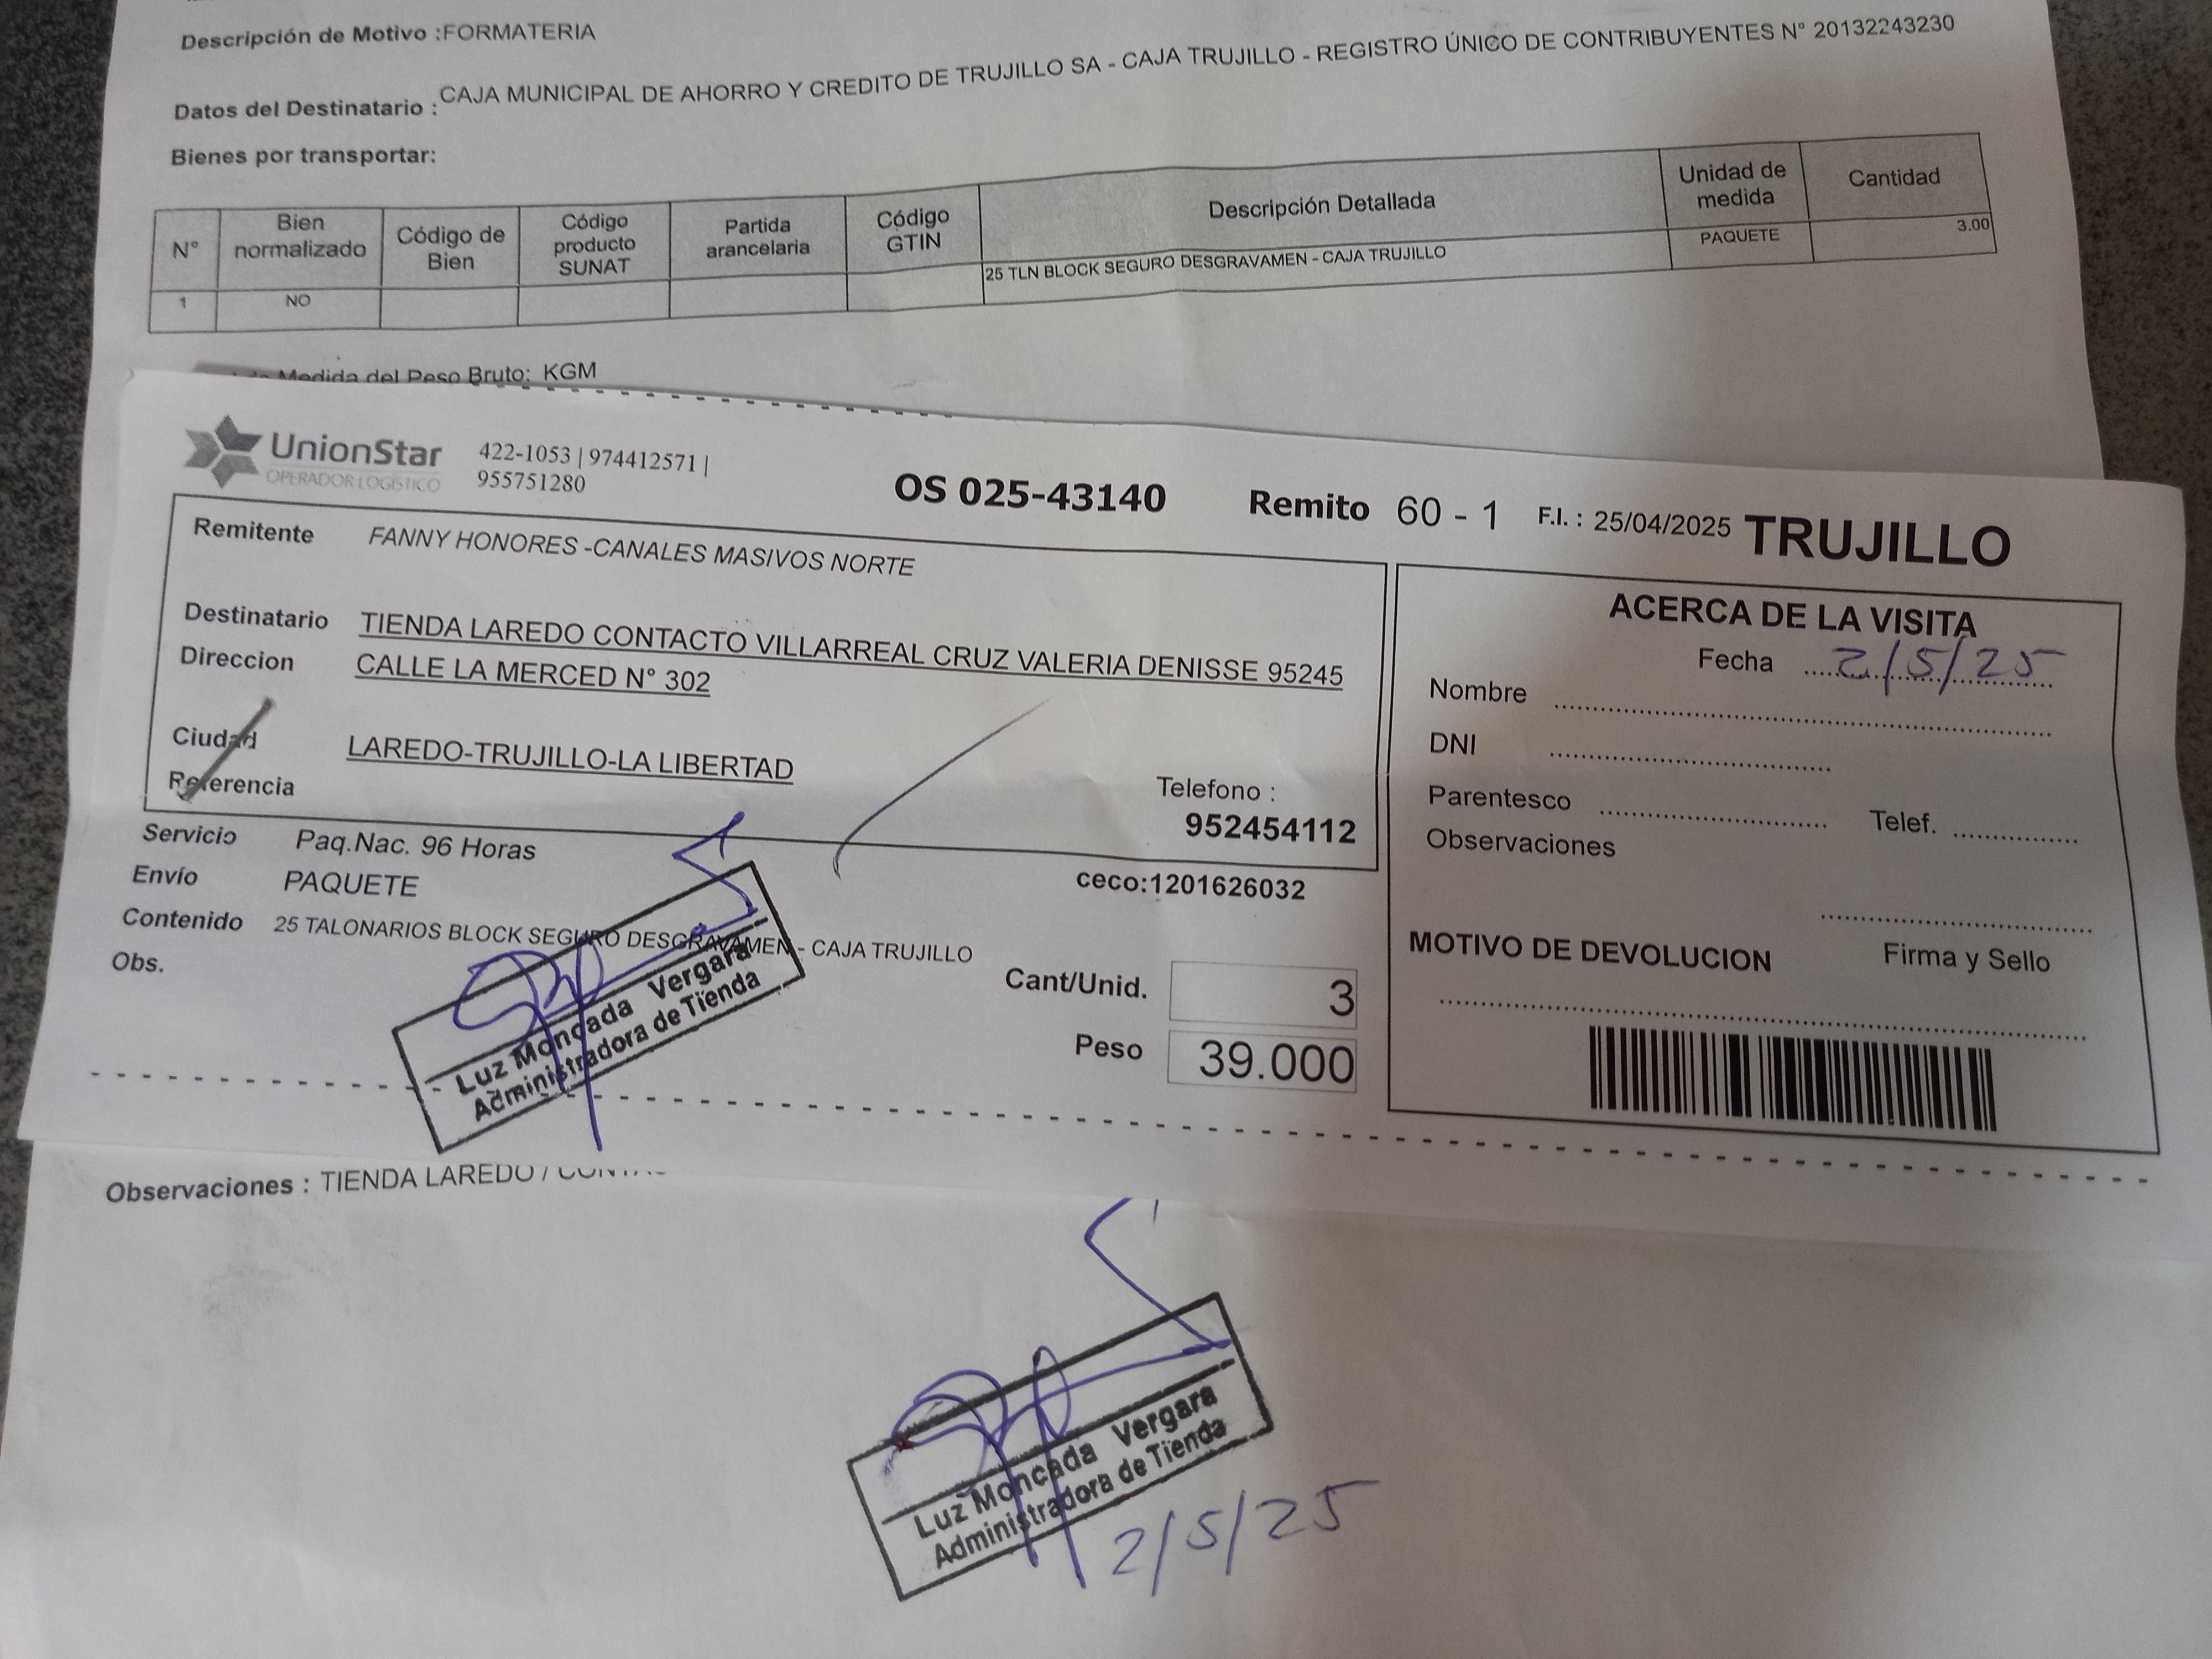 Descripción de Motivo :FORMATERIA
Datos del Destinatario : CAJA MUNICIPAL DE AHORRO Y CREDITO DE TRUJILLO SA - CAJA TRUJILLO - REGISTRO ÚNICO DE CONTRIBUYENTES N° 20132243230
Bienes por transportar:
N° Bien normalizado Código de Bien Código producto SUNAT Partida arancelaria Código GTIN Descripción Detallada Unidad de medida Cantidad
1 NO 25 TLN BLOCK SEGURO DESGRAVAMEN - CAJA TRUJILLO PAQUETE 3.00
de Medida del Peso Bruto: KGM
UnionStar
OPERADOR LOGÍSTICO
422-1053 | 974412571 |
955751280
OS 025-43140 Remito 60 - 1 F.I. : 25/04/2025 TRUJILLO
Remitente FANNY HONORES -CANALES MASIVOS NORTE
Destinatario TIENDA LAREDO CONTACTO VILLARREAL CRUZ VALERIA DENISSE 95245
Direccion CALLE LA MERCED N° 302
Ciudad LAREDO-TRUJILLO-LA LIBERTAD
Referencia
Telefono :
952454112
Servicio Paq.Nac. 96 Horas
Envío PAQUETE
ceco:1201626032
Contenido 25 TALONARIOS BLOCK SEGURO DESGRAVAMEN - CAJA TRUJILLO
Obs.
Cant/Unid. 3
Peso 39.000
Luz Moncada Vergara
Administradora de Tienda
ACERCA DE LA VISITA
Fecha 2/5/25
Nombre
DNI
Parentesco Telef.
Observaciones
Firma y Sello
MOTIVO DE DEVOLUCION
Observaciones : TIENDA LAREDO /
Luz Moncada Vergara
Administradora de Tienda
2/5/25